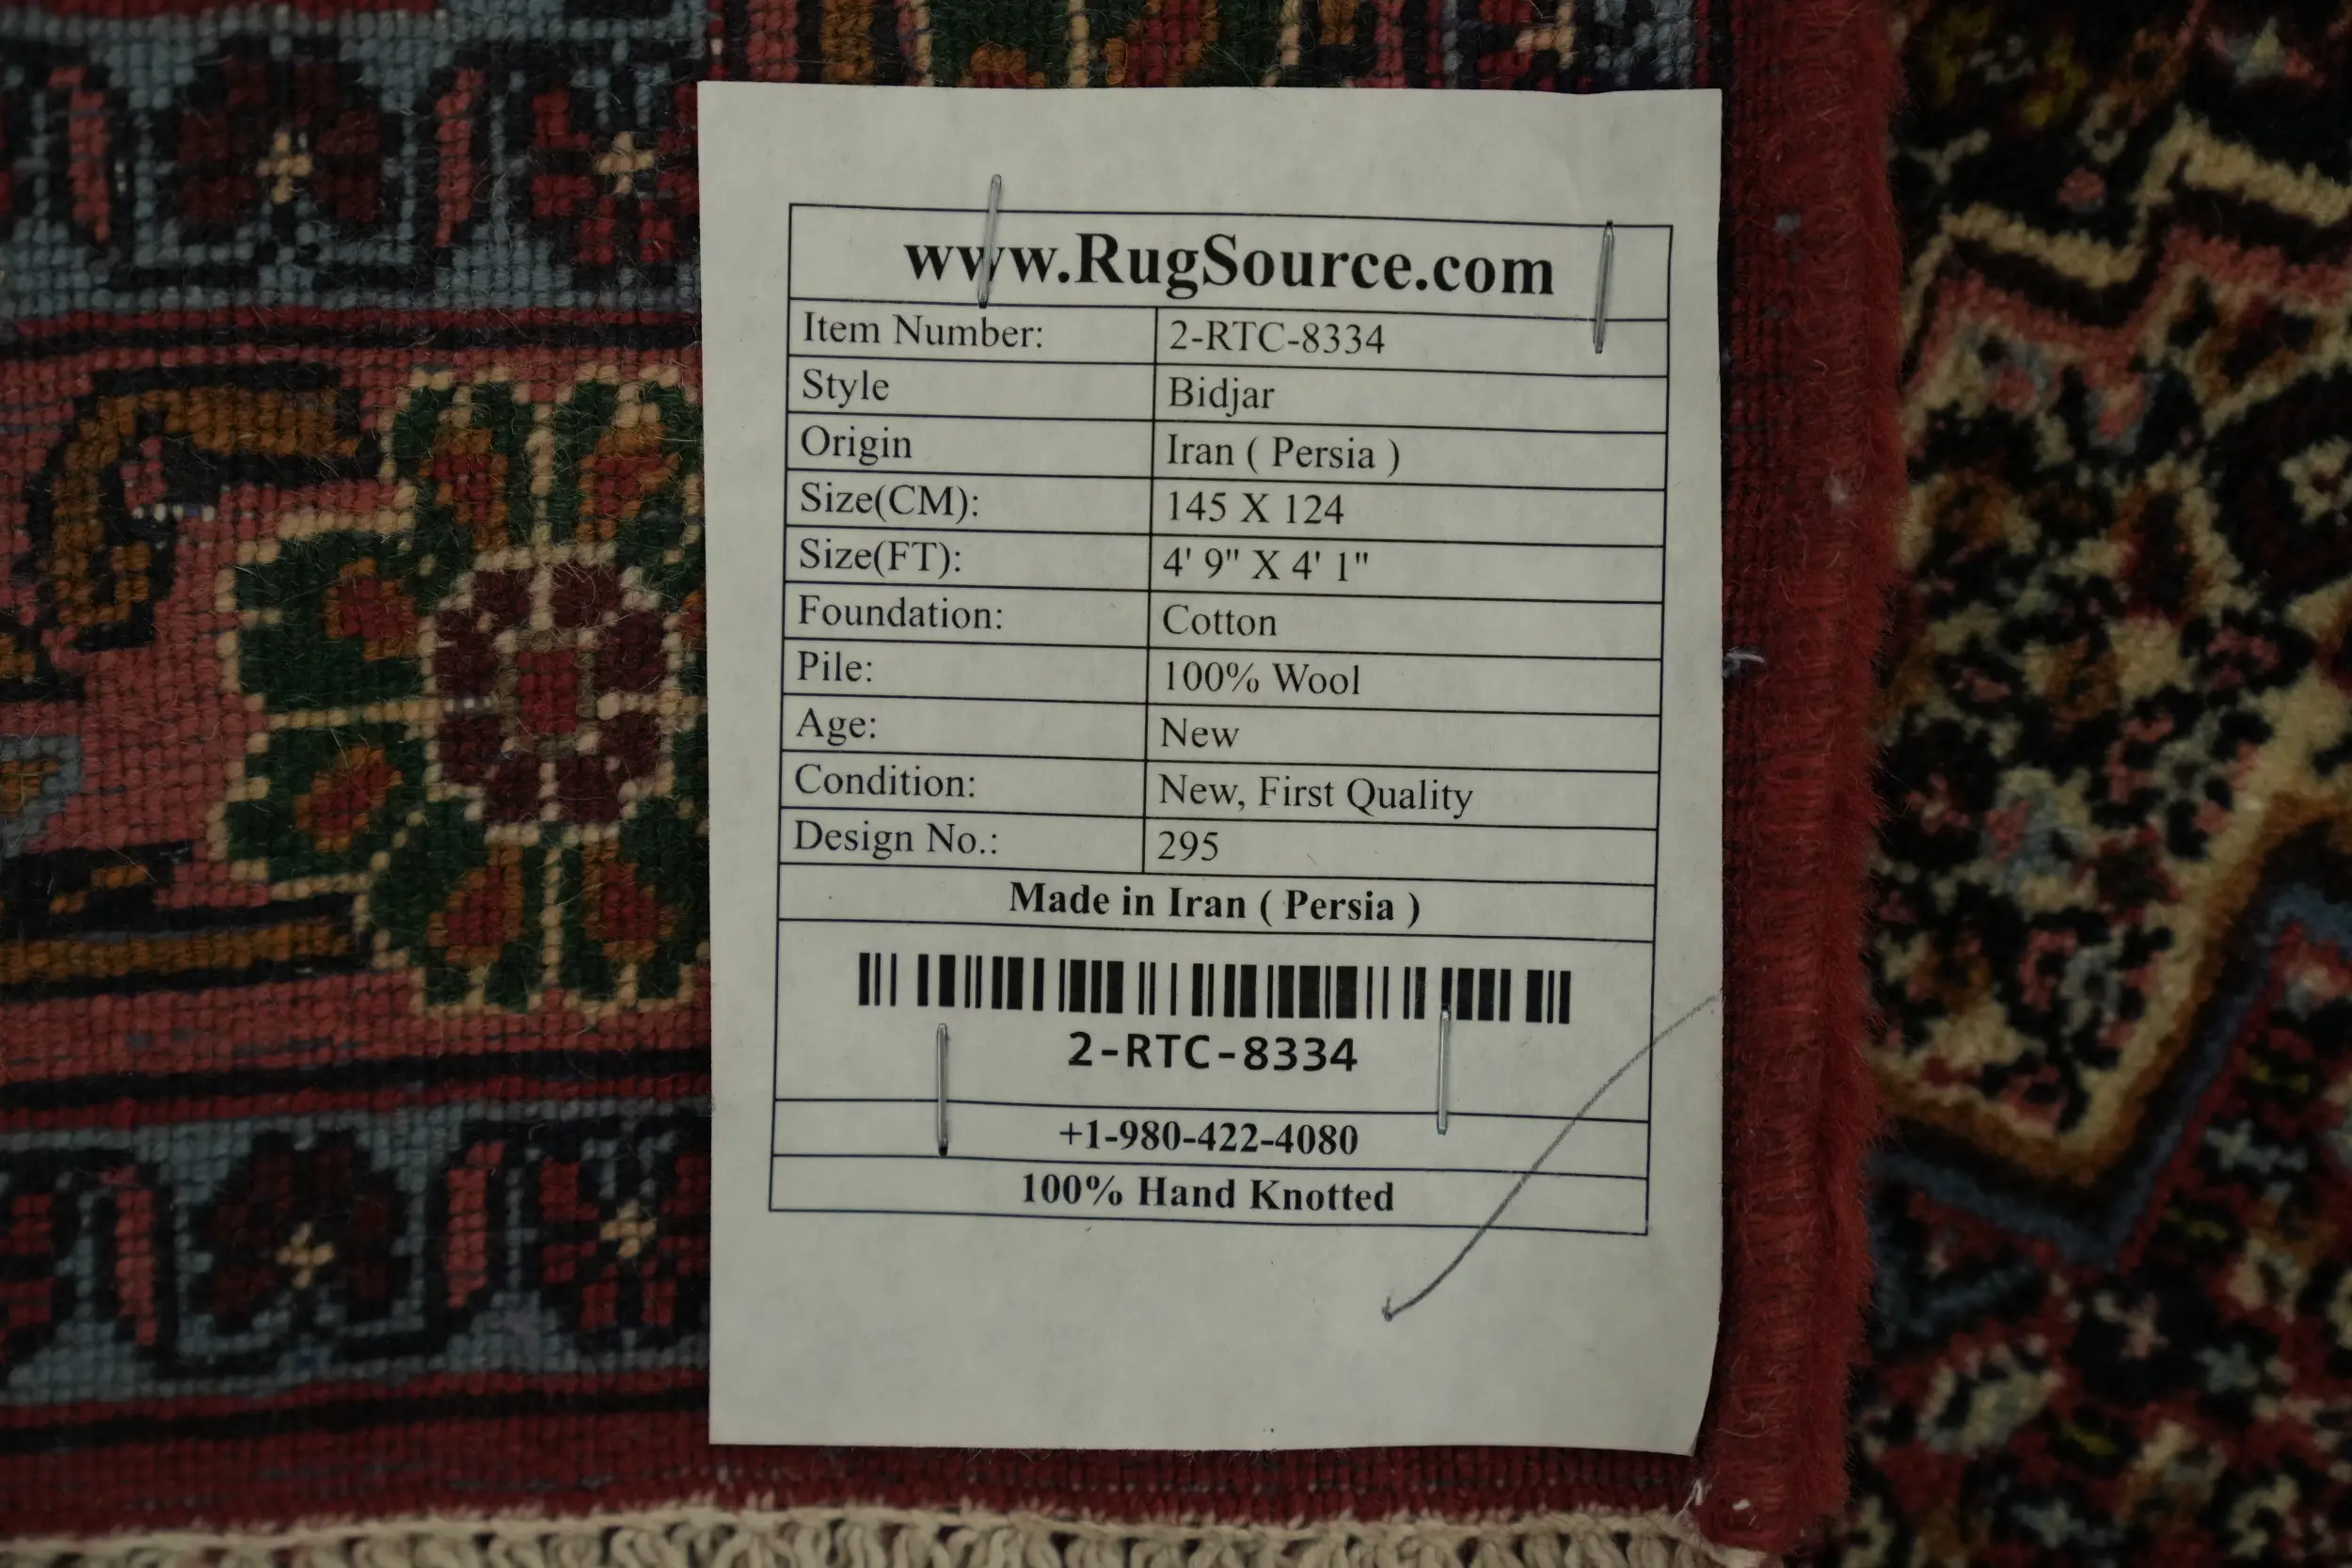 www.RugSource.com
Item Number: 2-RTC-8334
Style Bidjar
Origin Iran ( Persia )
Size(CM): 145 X 124
Size(FT): 4' 9" X 4' 1"
Foundation: Cotton
Pile: 100% Wool
Age: New
Condition: New, First Quality
Design No.: 295
Made in Iran ( Persia )
2-RTC-8334
+1-980-422-4080
100% Hand Knotted